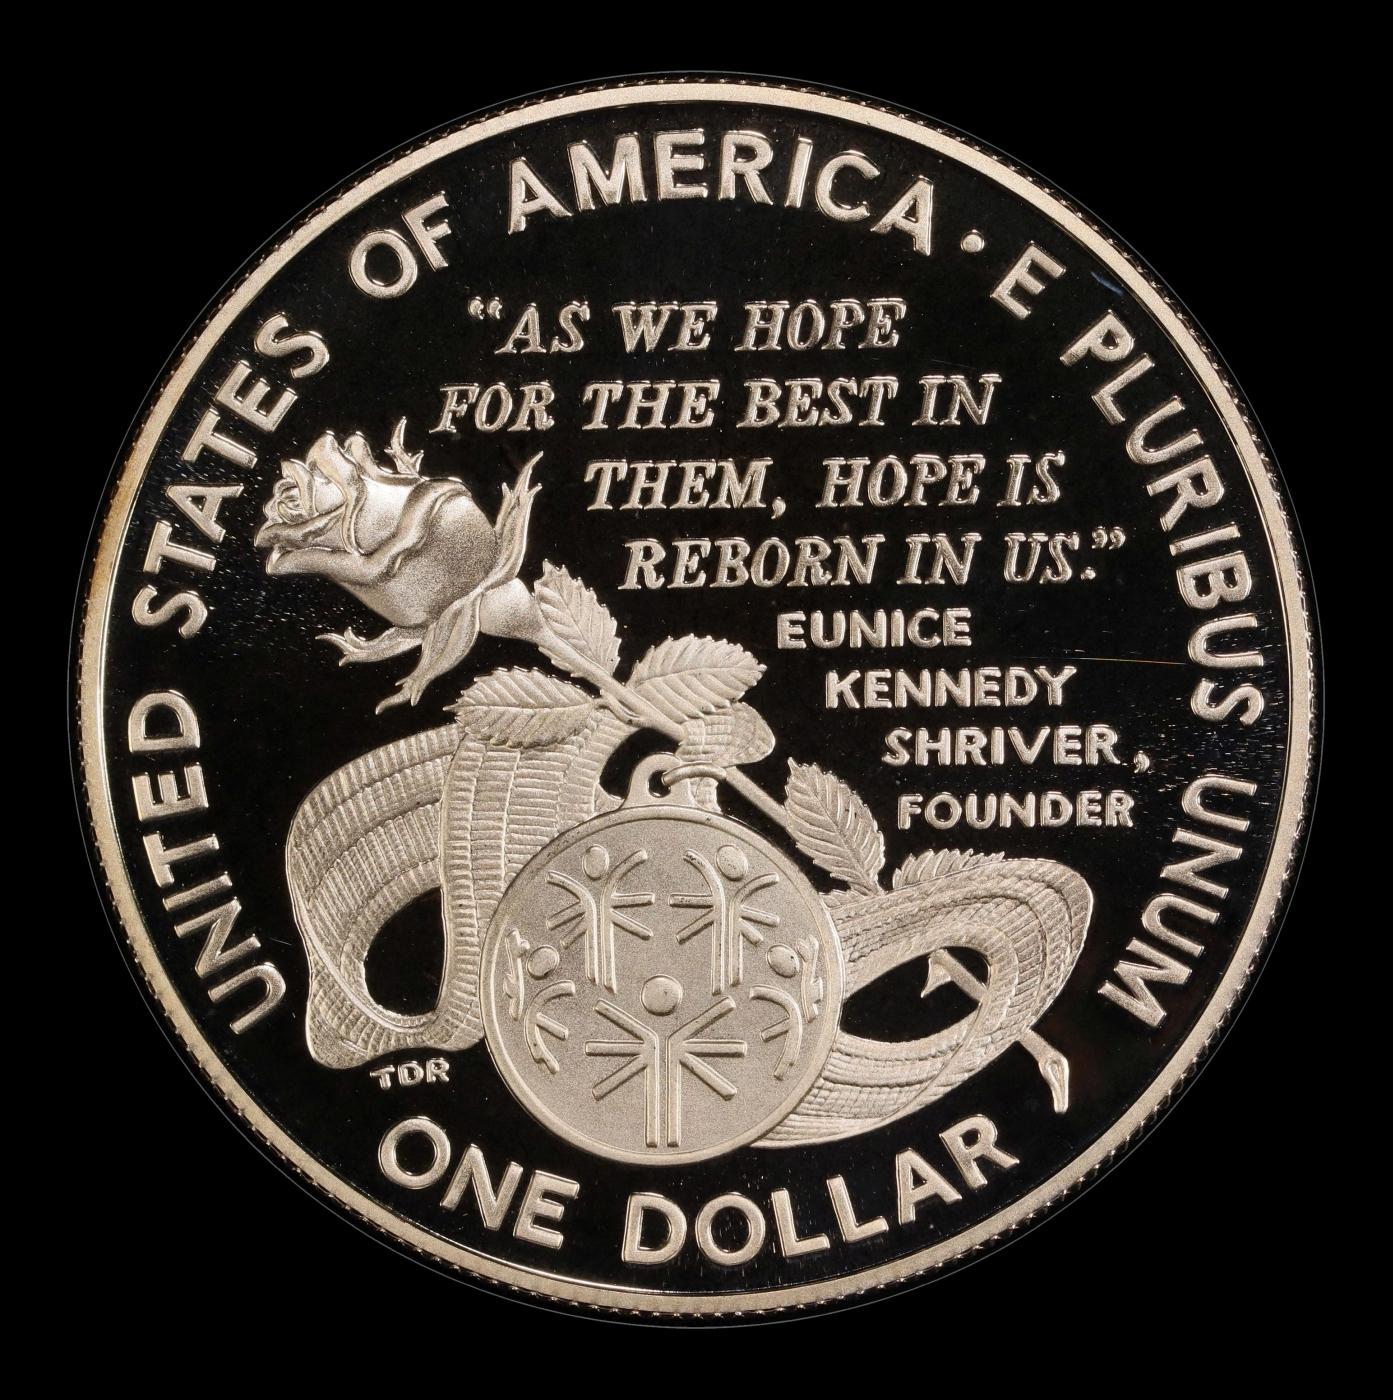 UNITED STATES OF AMERICA • E PLURIBUS UNUM
“AS WE HOPE
FOR THE BEST IN
THEM, HOPE IS
REBORN IN US.”
EUNICE
KENNEDY
SHRIVER,
FOUNDER
TDR
ONE DOLLAR